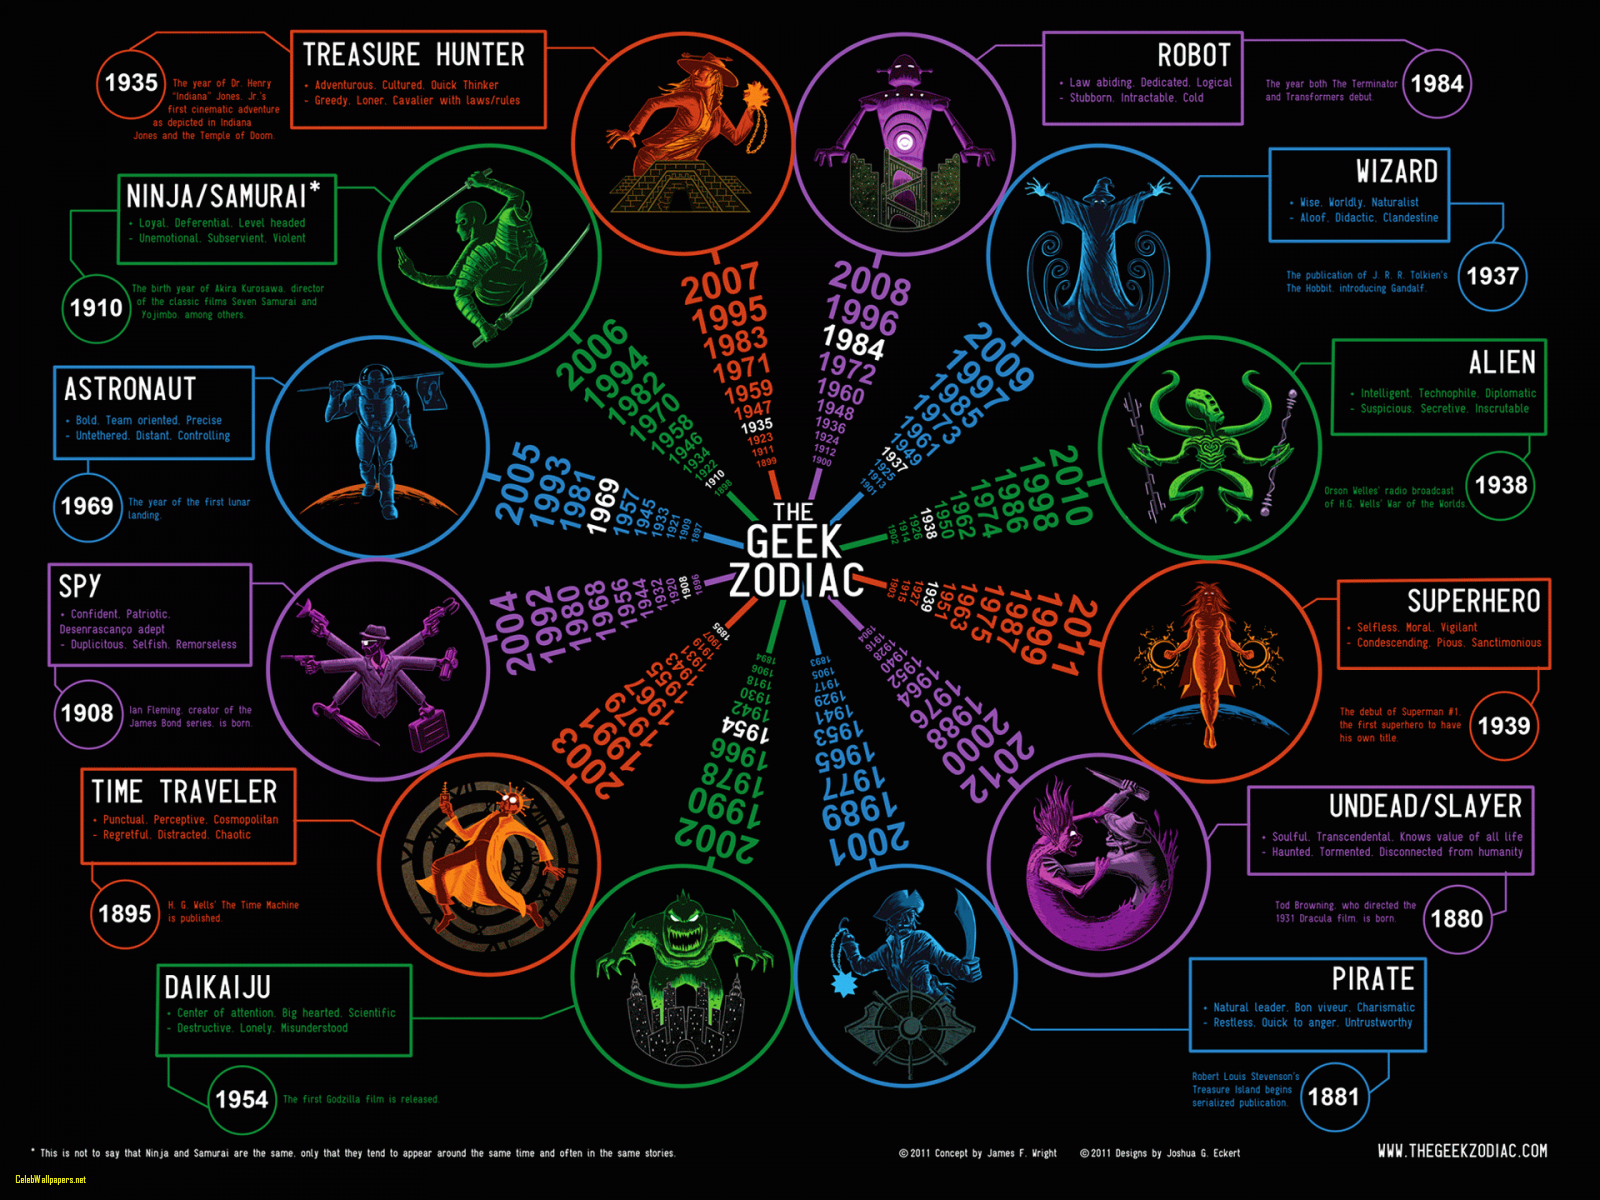 TREASURE HUNTER
+ Adventurous. Cultured. Quick Thinker
- Greedy. Loner. Cavalier with laws/rules
1935
The year of Dr. Henry
"Indiana" Jones. Jr's
first cinematic adventure
as depicted in Indiana
Jones and the Temple of Doom.
ROBOT
+ Law abiding. Dedicated. Logical
- Stubborn. Intractable. Cold
The year both The Terminator
and Transformers debut.
1984
NINJA/SAMURAI*
+ Loyal. Deferential. Level headed
- Unemotional. Subservient. Violent
1910
The birth year of Akira Kurosawa. director
of the classic films Seven Samurai and
Yojimbo. among others.
WIZARD
+ Wise. Worldly. Naturalist
- Aloof. Didactic. Clandestine
The publication of J. R. R. Tolkien's
The Hobbit. introducing Gandalf.
1937
ASTRONAUT
+ Bold. Team oriented. Precise
- Untethered. Distant. Controlling
1969
The year of the first lunar
landing.
ALIEN
+ Intelligent. Technophile. Diplomatic
- Suspicious. Secretive. Inscrutable
Orson Welles' radio broadcast
of H.G. Wells' War of the Worlds.
1938
THE
GEEK
ZODIAC
2007
1995
1983
1971
1959
1947
1935
1923
1911
1899
2008
1996
1984
1972
1960
1948
1936
1924
1912
1900
2009
1997
1985
1973
1961
1949
1937
1925
1913
1901
2010
1998
1986
1974
1962
1950
1938
1926
1914
1902
2011
1999
1987
1975
1963
1951
1939
1927
1915
1903
2012
2000
1988
1976
1964
1952
1940
1928
1916
1904
2001
1989
1977
1965
1953
1941
1929
1917
1905
1893
2002
1990
1978
1966
1954
1942
1930
1918
1906
1894
2003
1991
1979
1967
1955
1943
1931
1919
1907
1895
2004
1992
1980
1968
1956
1944
1932
1920
1908
1896
2005
1993
1981
1969
1957
1945
1933
1921
1909
1897
2006
1994
1982
1970
1958
1946
1934
1922
1910
1898
SPY
+ Confident. Patriotic.
Desenrascanço adept
- Duplicitous. Selfish. Remorseless
1908
Ian Fleming. creator of the
James Bond series. is born.
SUPERHERO
+ Selfless. Moral. Vigilant
- Condescending. Pious. Sanctimonious
The debut of Superman #1.
the first superhero to have
his own title.
1939
TIME TRAVELER
+ Punctual. Perceptive. Cosmopolitan
- Regretful. Distracted. Chaotic
1895
H. G. Wells' The Time Machine
is published.
UNDEAD/SLAYER
+ Soulful. Transcendental. Knows value of all life
- Haunted. Tormented. Disconnected from humanity
Tod Browning. who directed the
1931 Dracula film. is born.
1880
DAIKAIJU
+ Center of attention. Big hearted. Scientific
- Destructive. Lonely. Misunderstood
1954
The first Godzilla film is released.
PIRATE
+ Natural leader. Bon viveur. Charismatic
- Restless. Quick to anger. Untrustworthy
Robert Louis Stevenson's
Treasure Island begins
serialized publication.
1881
* This is not to say that Ninja and Samurai are the same. only that they tend to appear around the same time and often in the same stories.
©2011 Concept by James F. Wright
©2011 Designs by Joshua G. Eckert
WWW.THEGEEKZODIAC.COM
CelebWallpapers.net